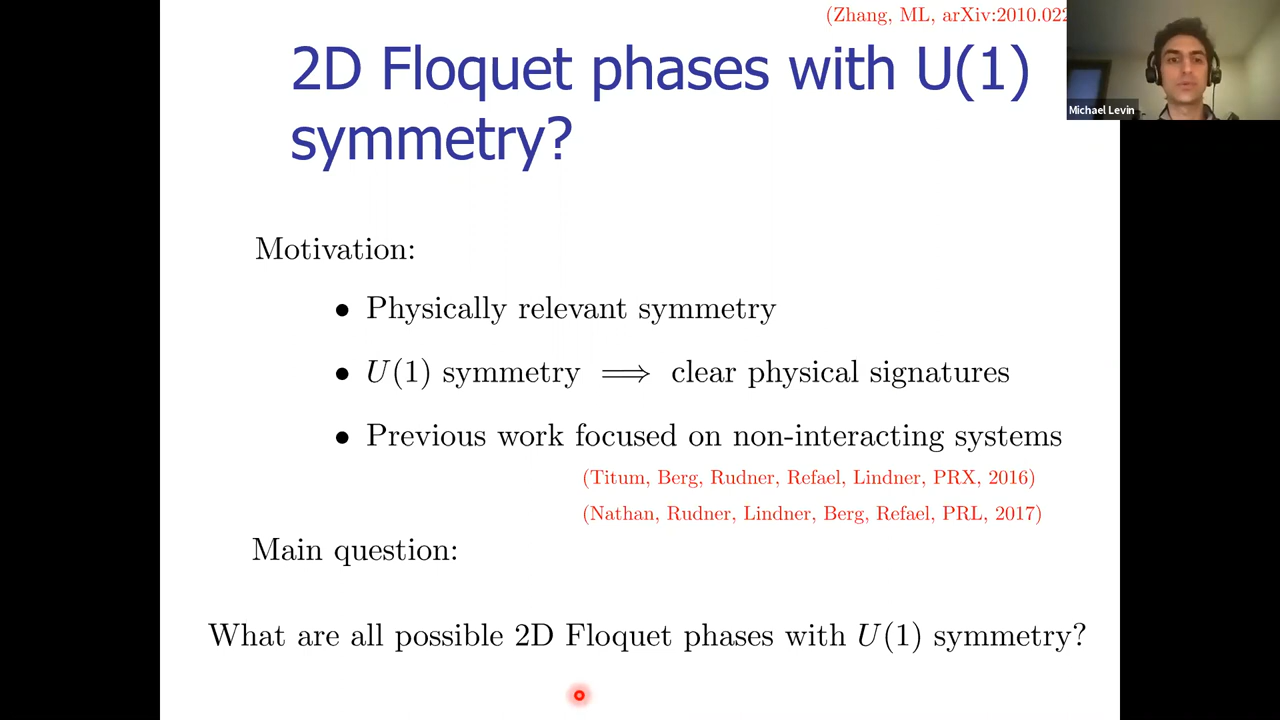 (Zhang, ML, arXiv:2010.022
2D Floquet phases with U(1)
symmetry?
Michael Levin
Motivation:
• Physically relevant symmetry
• U(1) symmetry ⟹ clear physical signatures
• Previous work focused on non-interacting systems
(Titum, Berg, Rudner, Refael, Lindner, PRX, 2016)
(Nathan, Rudner, Lindner, Berg, Refael, PRL, 2017)
Main question:
What are all possible 2D Floquet phases with U(1) symmetry?